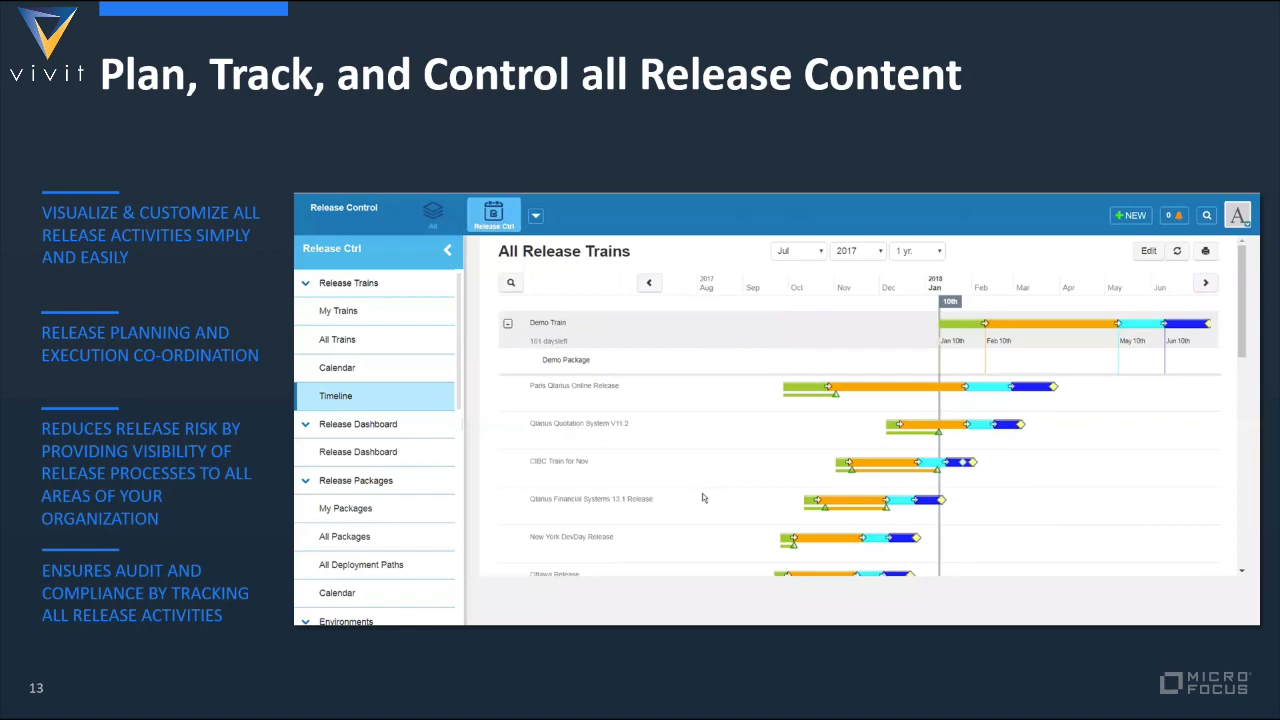 vivit
Plan, Track, and Control all Release Content
VISUALIZE & CUSTOMIZE ALL
RELEASE ACTIVITIES SIMPLY
AND EASILY
RELEASE PLANNING AND
EXECUTION CO-ORDINATION
REDUCES RELEASE RISK BY
PROVIDING VISIBILITY OF
RELEASE PROCESSES TO ALL
AREAS OF YOUR
ORGANIZATION
ENSURES AUDIT AND
COMPLIANCE BY TRACKING
ALL RELEASE ACTIVITIES
Release Control
All
Release Ctrl
NEW
0
A
Release Ctrl
Release Trains
My Trains
All Trains
Calendar
Timeline
Release Dashboard
Release Dashboard
Release Packages
My Packages
All Packages
All Deployment Paths
Calendar
Environments
All Release Trains
Jul 2017 1 yr.
Edit
2017 2018
Aug Sep Oct Nov Dec Jan Feb Mar Apr May Jun
10th
Demo Train
161 daysleft
Jan 10th Feb 10th May 10th Jun 10th
Demo Package
Paris Qlarius Online Release
Qlarius Quotation System V11.2
CIBC Train for Nov
Qlarius Financial Systems 13.1 Release
New York DevDay Release
Ottawa Release
13
MICRO
FOCUS